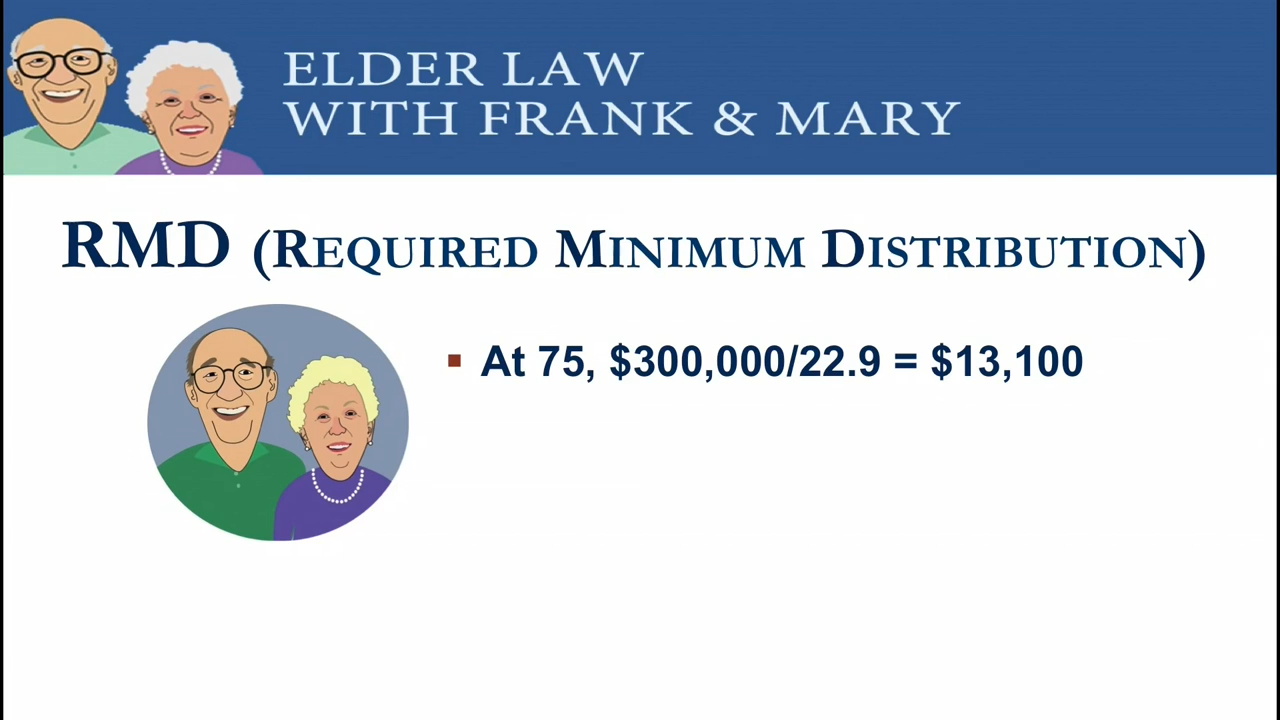 ELDER LAW
WITH FRANK & MARY
RMD (REQUIRED MINIMUM DISTRIBUTION)
▪ At 75, $300,000/22.9 = $13,100